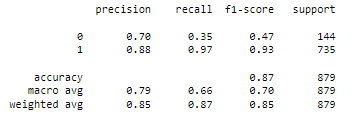 precision recall f1-score support
0 0.70 0.35 0.47 144
1 0.88 0.97 0.93 735
accuracy 0.87 879
macro avg 0.79 0.66 0.70 879
weighted avg 0.85 0.87 0.85 879